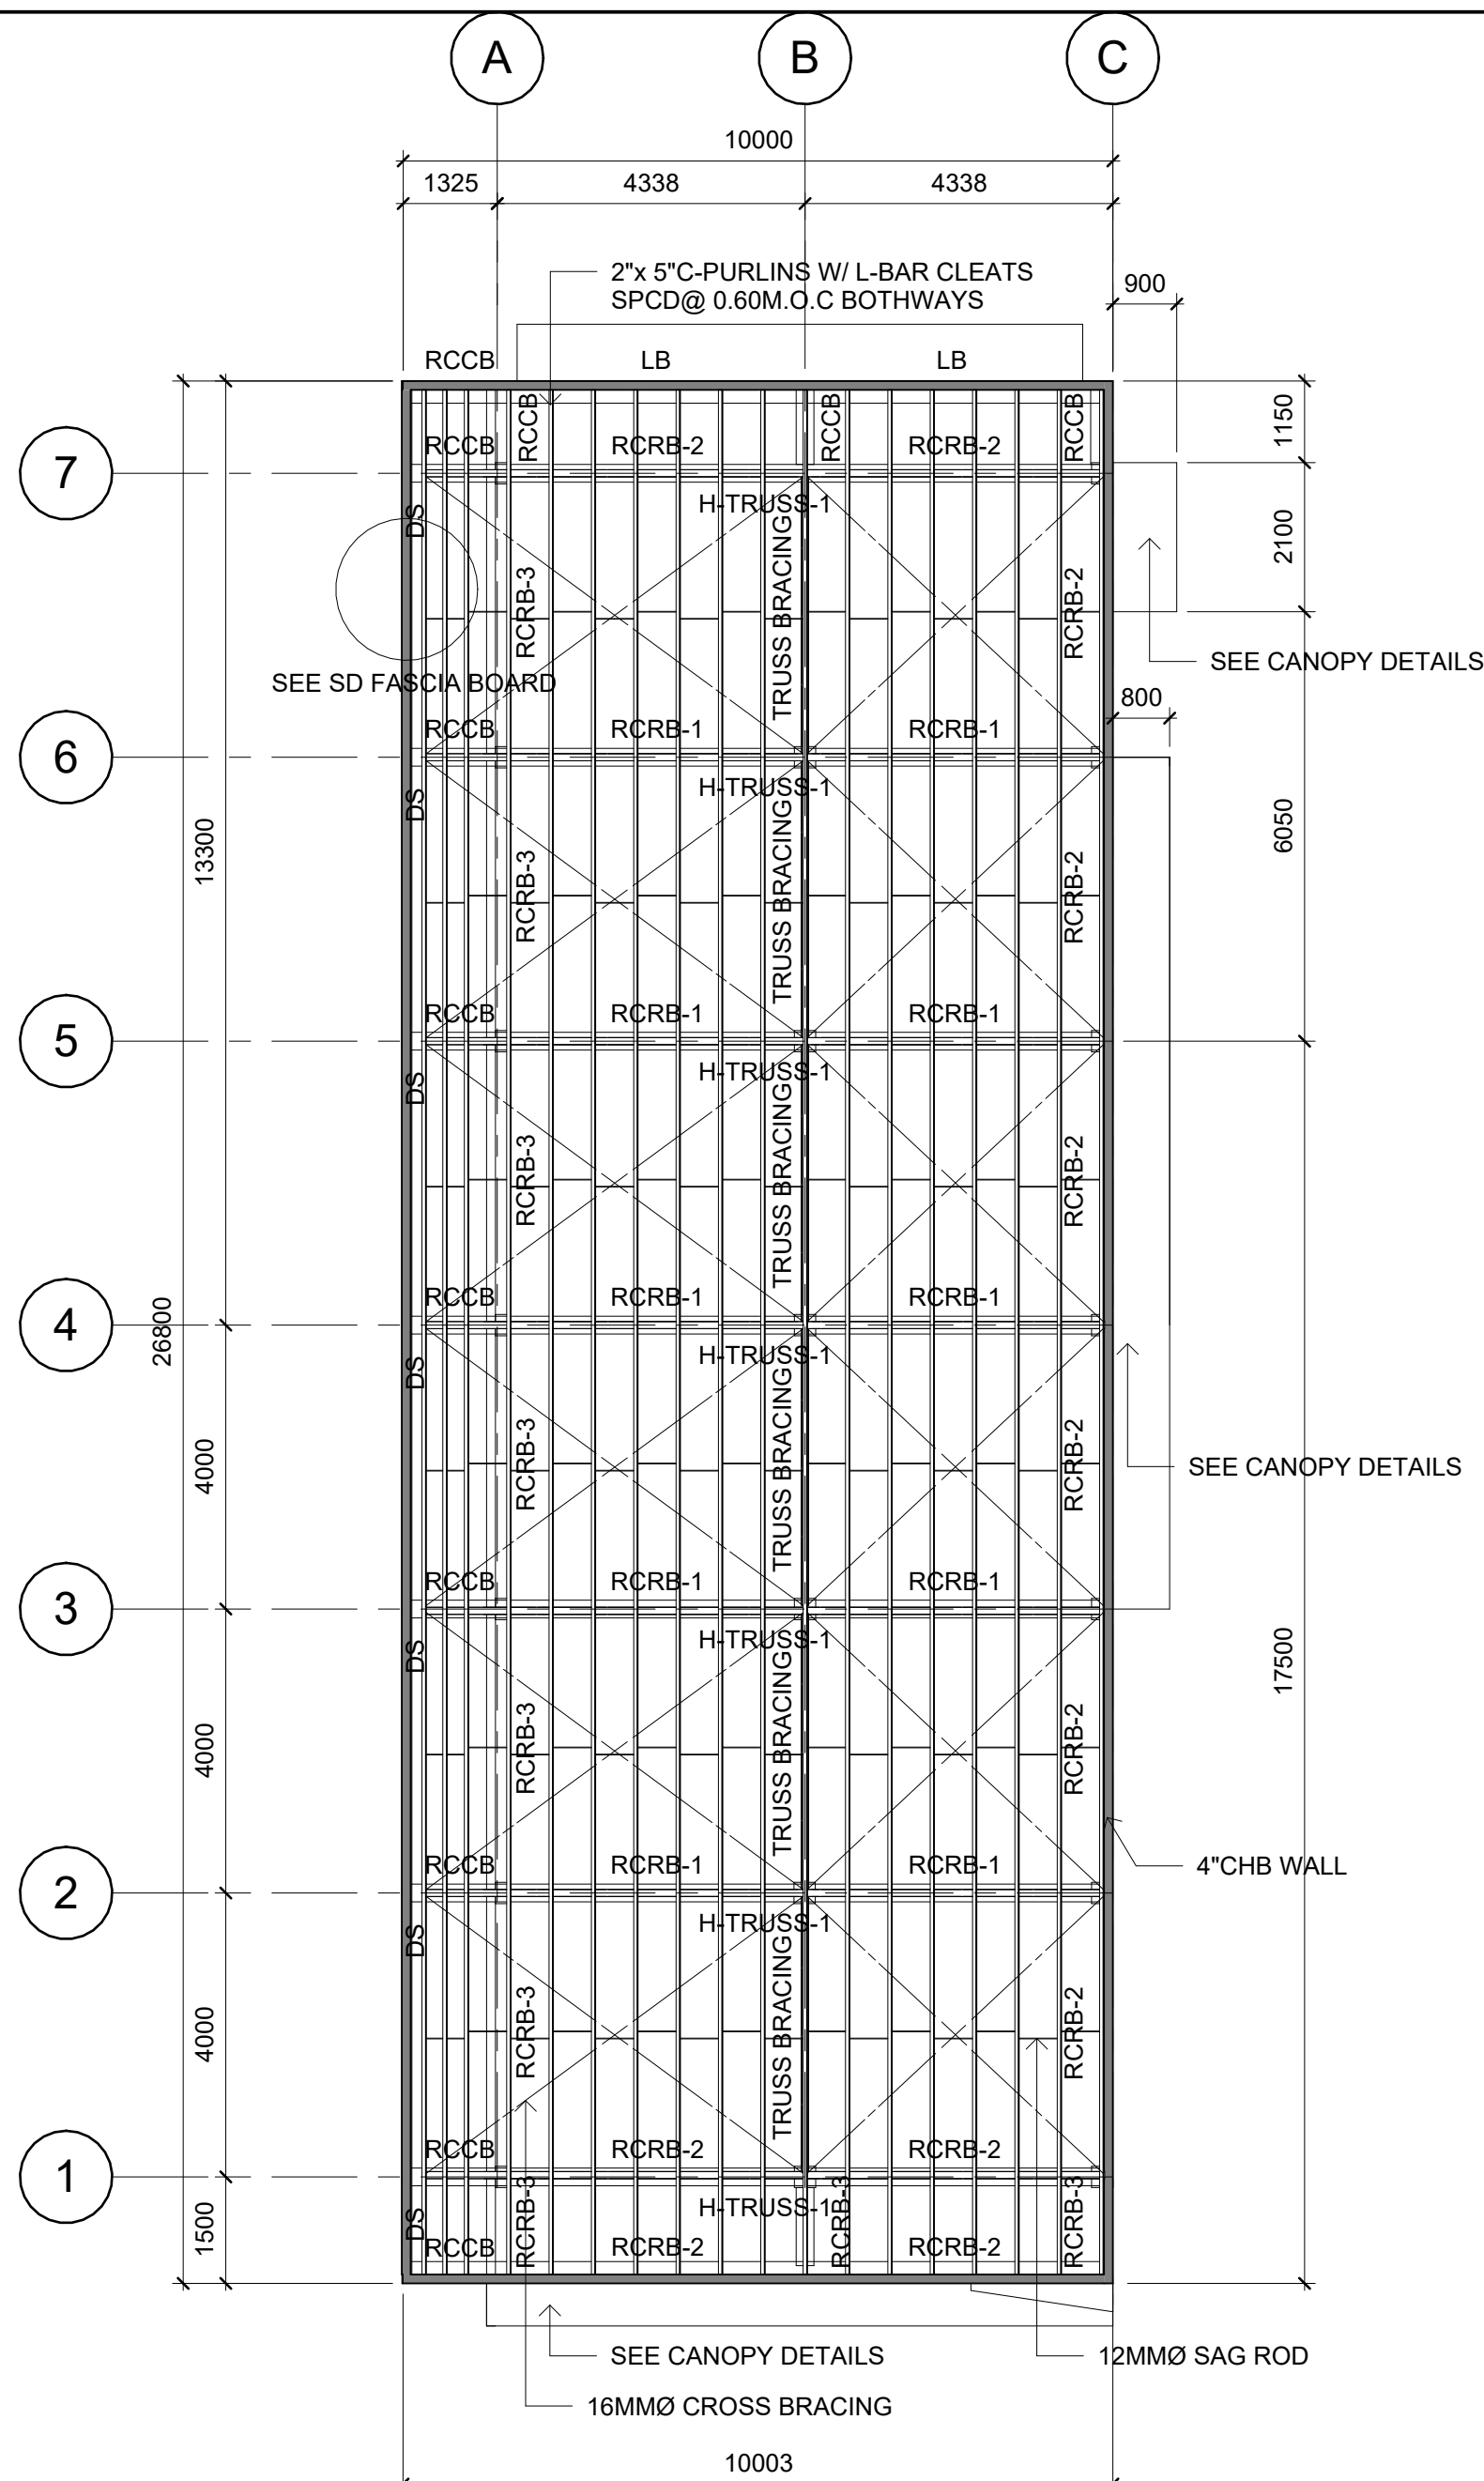 A
B
C
10000
1325
4338
4338
2"x 5"C-PURLINS W/ L-BAR CLEATS
SPCD@ 0.60M.O.C BOTHWAYS
900
RCCB
LB
LB
RCCB
RCCB
RCCB
1150
7
RCCB
RCRB-2
RCRB-2
H-TRUSS-1
DS
TRUSS BRACING
2100
RCRB-3
RCRB-2
SEE CANOPY DETAILS
SEE SD FASCIA BOARD
800
6
RCCB
RCRB-1
RCRB-1
H-TRUSS-1
DS
TRUSS BRACING
13300
6050
RCRB-3
RCRB-2
5
RCCB
RCRB-1
RCRB-1
H-TRUSS-1
DS
TRUSS BRACING
RCRB-3
RCRB-2
4
26800
RCCB
RCRB-1
RCRB-1
H-TRUSS-1
DS
TRUSS BRACING
4000
RCRB-3
RCRB-2
SEE CANOPY DETAILS
3
RCCB
RCRB-1
RCRB-1
H-TRUSS-1
DS
TRUSS BRACING
17500
4000
RCRB-3
RCRB-2
4"CHB WALL
2
RCCB
RCRB-1
RCRB-1
H-TRUSS-1
DS
TRUSS BRACING
4000
RCRB-3
RCRB-2
1
RCCB
RCRB-2
RCRB-2
H-TRUSS-1
1500
DS
RCRB-3
RCRB-3
RCRB-3
RCCB
RCRB-2
RCRB-2
SEE CANOPY DETAILS
12MMØ SAG ROD
16MMØ CROSS BRACING
10003